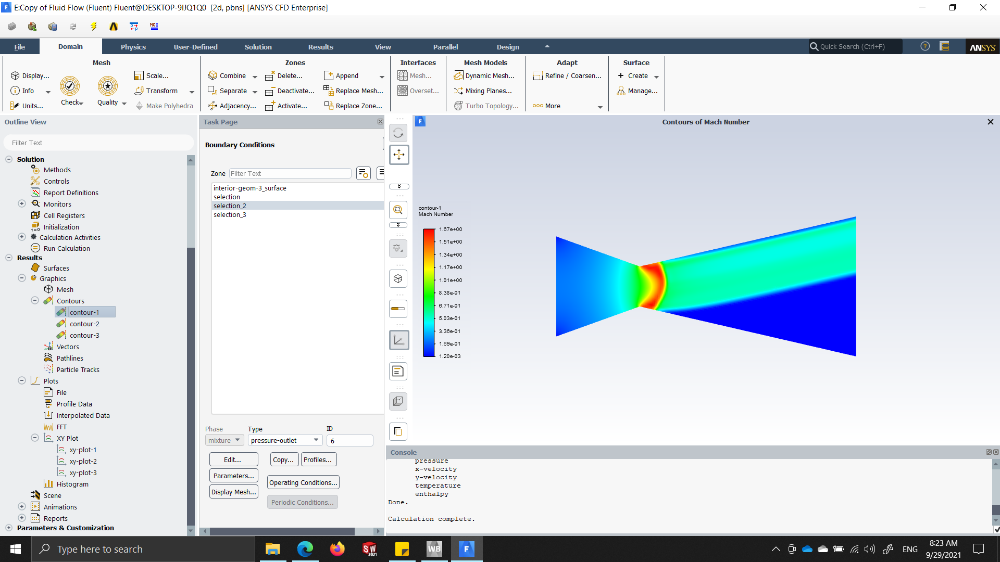 E:Copy of Fluid Flow (Fluent) Fluent@DESKTOP-9IJQ1Q0 [2d, pbns] [ANSYS CFD Enterprise]
File
Domain
Physics
User-Defined
Solution
Results
View
Parallel
Design
Quick Search (Ctrl+F)
ANSYS
Mesh
Display...
Info
Units...
Check
Quality
Scale...
Transform
Make Polyhedra
Zones
Combine
Separate
Adjacency...
Delete...
Deactivate...
Activate...
Append
Replace Mesh...
Replace Zone...
Interfaces
Mesh...
Overset...
Mesh Models
Dynamic Mesh...
Mixing Planes...
Turbo Topology...
Adapt
Refine / Coarsen...
More
Surface
Create
Manage...
Outline View
Filter Text
Solution
Methods
Controls
Report Definitions
Monitors
Cell Registers
Initialization
Calculation Activities
Run Calculation
Results
Surfaces
Graphics
Mesh
Contours
contour-1
contour-2
contour-3
Vectors
Pathlines
Particle Tracks
Plots
File
Profile Data
Interpolated Data
FFT
XY Plot
xy-plot-1
xy-plot-2
xy-plot-3
Histogram
Scene
Animations
Reports
Parameters & Customization
Task Page
Boundary Conditions
Zone
Filter Text
interior-geom-3_surface
selection
selection_2
selection_3
Phase
Type
ID
mixture
pressure-outlet
6
Edit...
Copy...
Profiles...
Parameters...
Operating Conditions...
Display Mesh...
Periodic Conditions...
Contours of Mach Number
contour-1
Mach Number
1.67e+00
1.51e+00
1.34e+00
1.17e+00
1.01e+00
8.38e-01
6.71e-01
5.03e-01
3.36e-01
1.69e-01
1.20e-03
Console
pressure
x-velocity
y-velocity
temperature
enthalpy
Done.
Calculation complete.
Type here to search
ENG
8:23 AM
9/29/2021